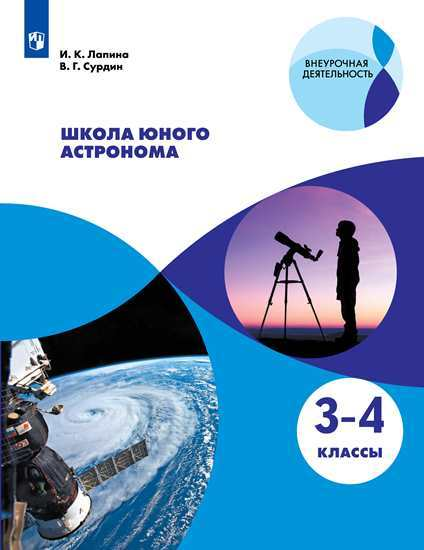 И. К. Лапина
В. Г. Сурдин
ВНЕУРОЧНАЯ
ДЕЯТЕЛЬНОСТЬ
ШКОЛА ЮНОГО
АСТРОНОМА
3-4
КЛАССЫ